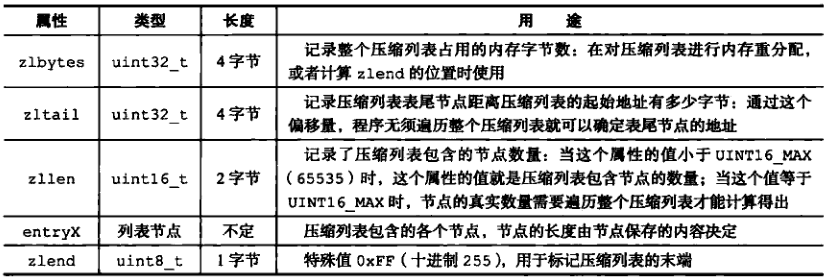 属性 类型 长度 用 途
zlbytes uint32_t 4字节 记录整个压缩列表占用的内存字节数:在对压缩列表进行内存重分配,
或者计算 zlend 的位置时使用
zltail uint32_t 4字节 记录压缩列表表尾节点距离压缩列表的起始地址有多少字节:通过这个
偏移量,程序无须遍历整个压缩列表就可以确定表尾节点的地址
zllen uint16_t 2字节 记录了压缩列表包含的节点数量:当这个属性的值小于 UINT16_MAX
(65535)时,这个属性的值就是压缩列表包含节点的数量;当这个值等于
UINT16_MAX 时,节点的真实数量需要遍历整个压缩列表才能计算得出
entryX 列表节点 不定 压缩列表包含的各个节点,节点的长度由节点保存的内容决定
zlend uint8_t 1字节 特殊值 0xFF(十进制 255),用于标记压缩列表的末端